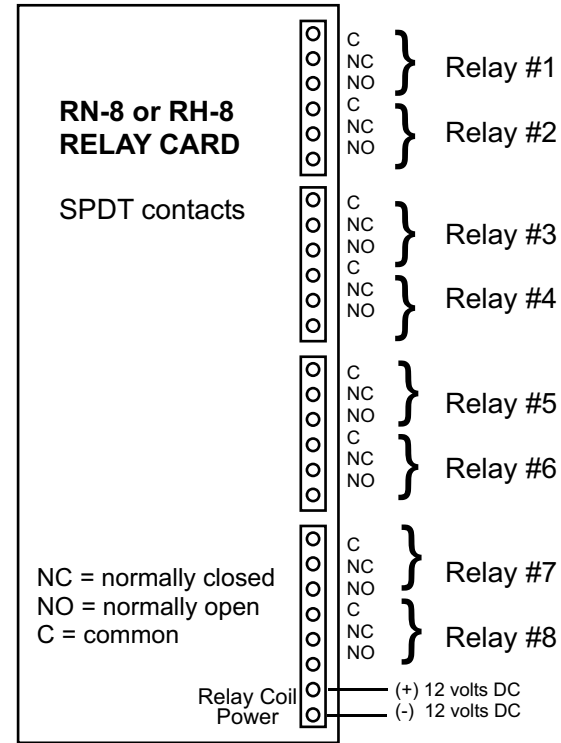 RN-8 or RH-8
RELAY CARD
SPDT contacts
C
NC
NO
Relay #1
C
NC
NO
Relay #2
C
NC
NO
Relay #3
C
NC
NO
Relay #4
C
NC
NO
Relay #5
C
NC
NO
Relay #6
C
NC
NO
Relay #7
C
NC
NO
Relay #8
NC = normally closed
NO = normally open
C = common
Relay Coil
Power
(+) 12 volts DC
(-) 12 volts DC